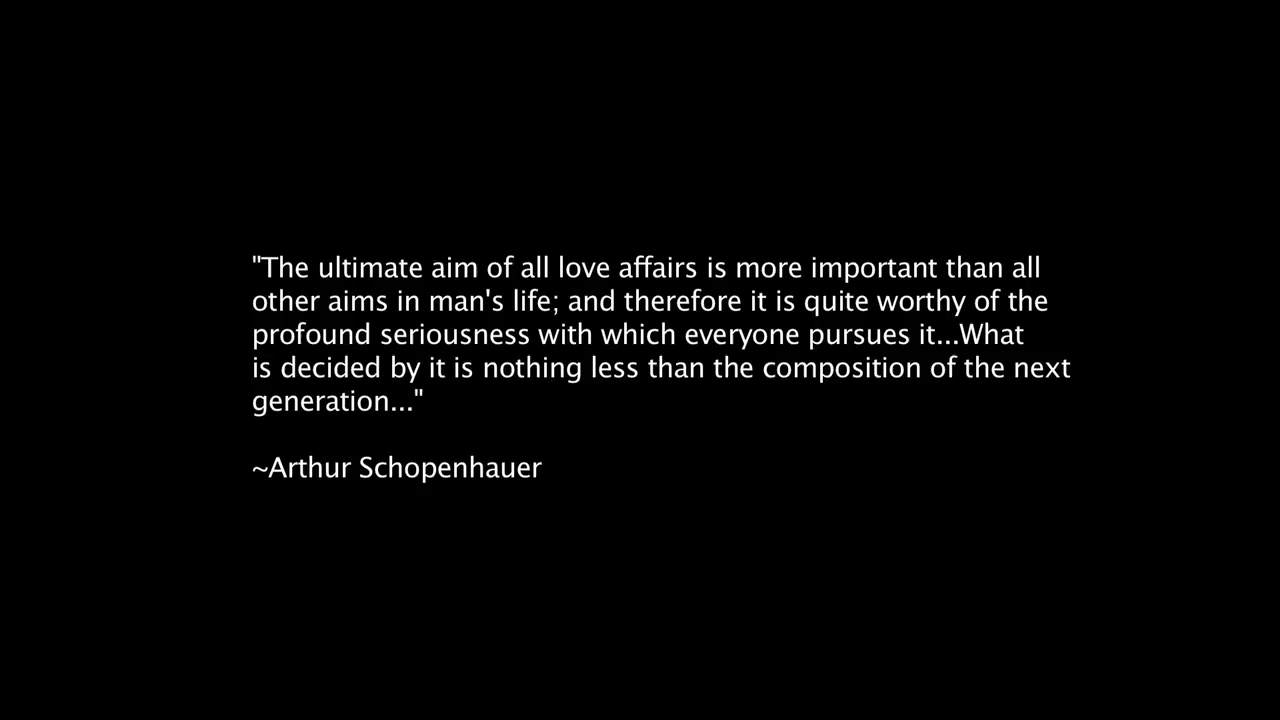 "The ultimate aim of all love affairs is more important than all
other aims in man's life; and therefore it is quite worthy of the
profound seriousness with which everyone pursues it...What
is decided by it is nothing less than the composition of the next
generation..."
~Arthur Schopenhauer